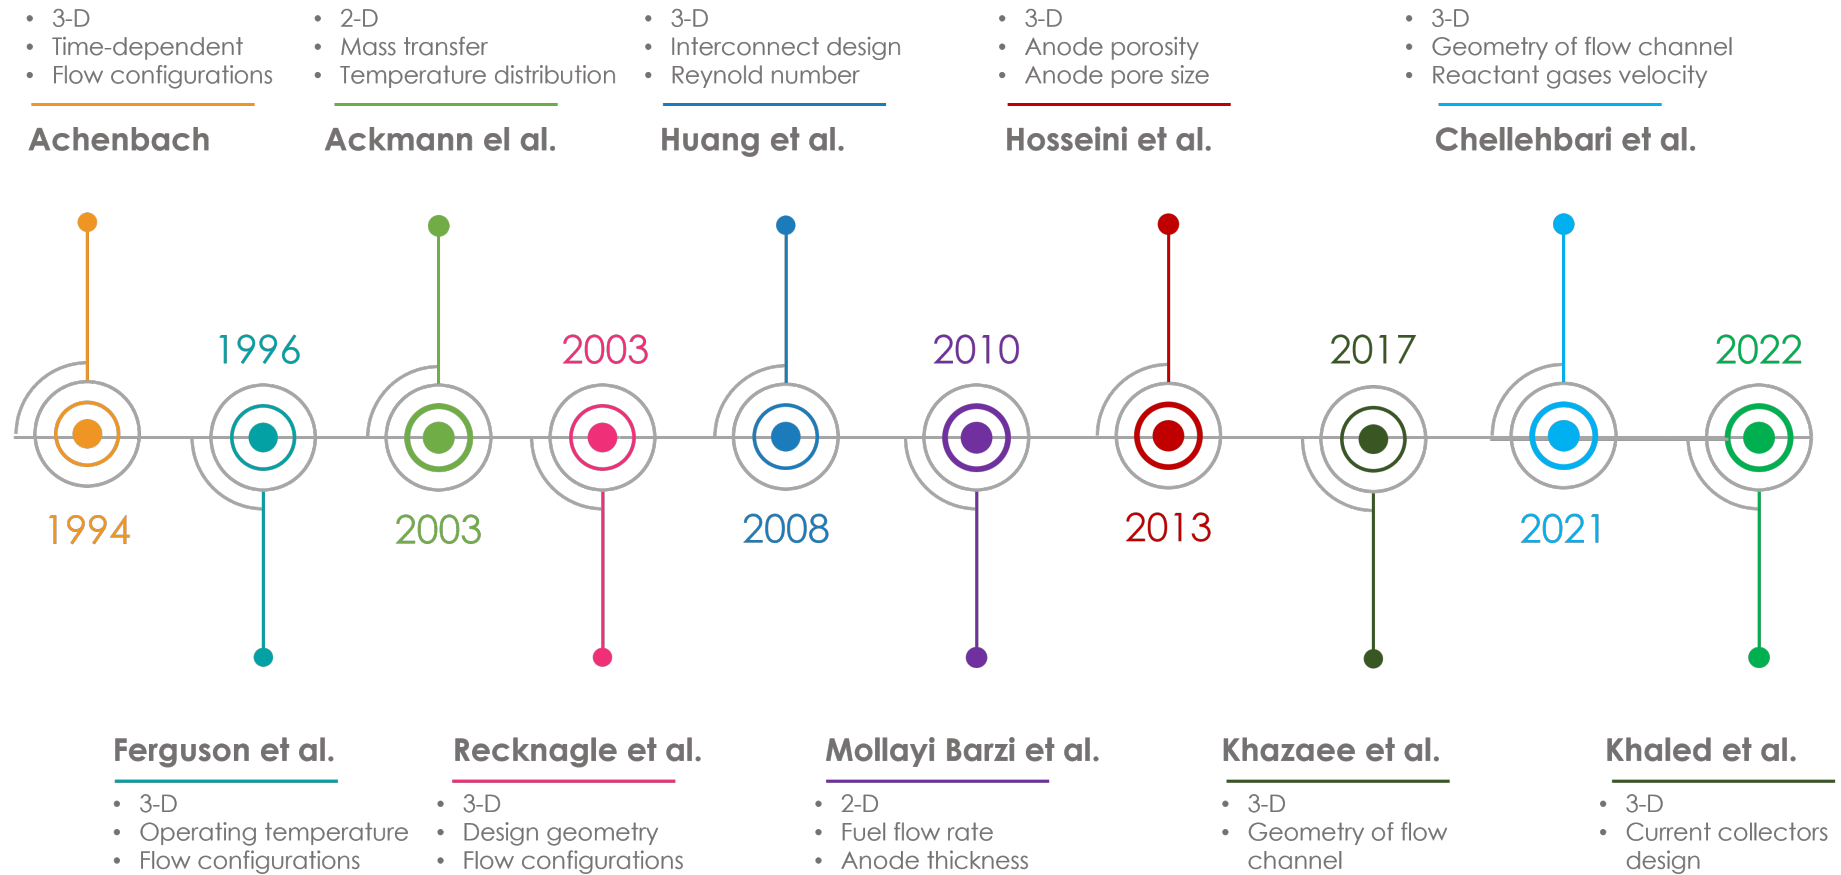 • 3-D
• Time-dependent
• Flow configurations
Achenbach
• 2-D
• Mass transfer
• Temperature distribution
Ackmann el al.
• 3-D
• Interconnect design
• Reynold number
Huang et al.
• 3-D
• Anode porosity
• Anode pore size
Hosseini et al.
• 3-D
• Geometry of flow channel
• Reactant gases velocity
Chellehbari et al.
1996
2003
2010
2017
2022
1994
2003
2008
2013
2021
Ferguson et al.
• 3-D
• Operating temperature
• Flow configurations
Recknagle et al.
• 3-D
• Design geometry
• Flow configurations
Mollayi Barzi et al.
• 2-D
• Fuel flow rate
• Anode thickness
Khazaee et al.
• 3-D
• Geometry of flow
channel
Khaled et al.
• 3-D
• Current collectors
design